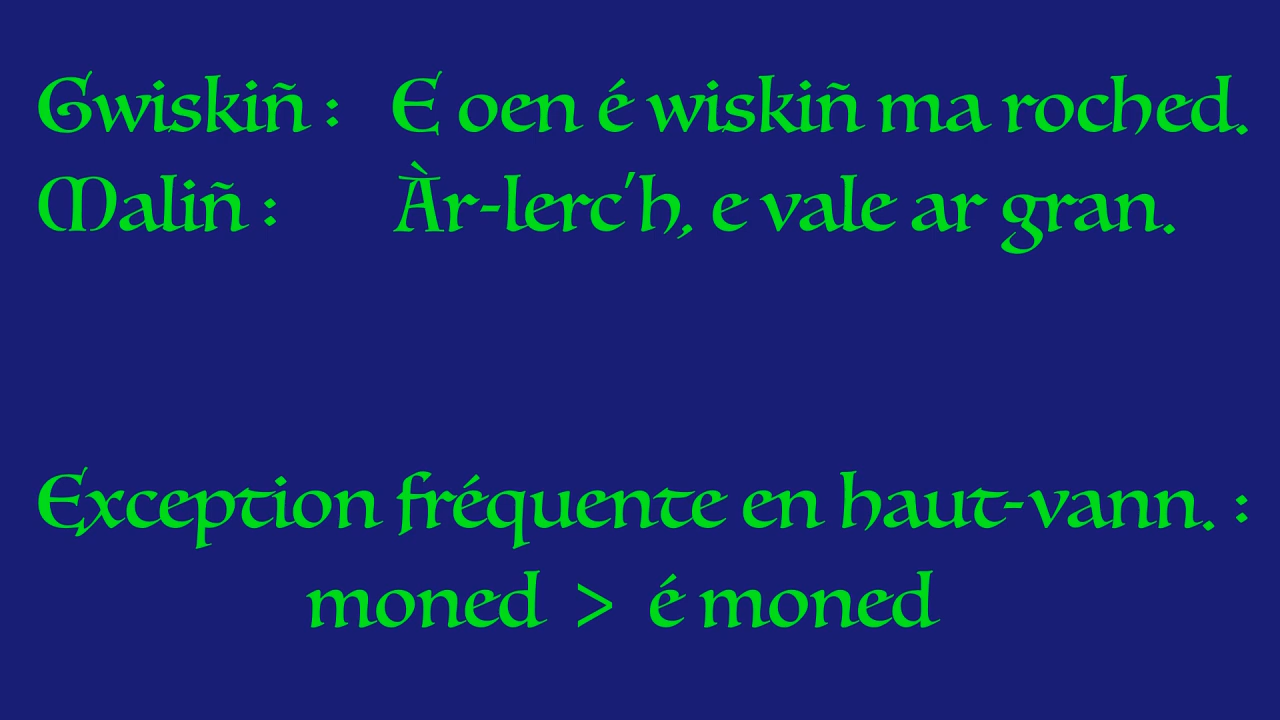 Gwiskiñ : E oen é wiskiñ ma roched.
Maliñ : Àr-lerc'h, e vale ar gran.
Exception fréquente en haut-vann. :
moned > é moned